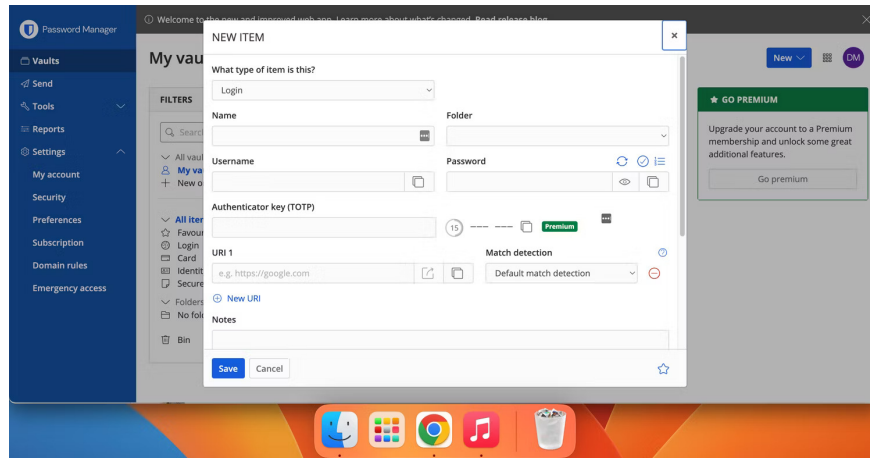 Password Manager
Vaults
Send
Tools
Reports
Settings
My account
Security
Preferences
Subscription
Domain rules
Emergency access
Welcome to the new and improved web app. Learn more about what's changed. Read release blog
My vau
New
DM
FILTERS
Searc
All vaul
My va
New o
All iter
Favour
Login
Card
Identit
Secure
Folders
No fol
Bin
NEW ITEM
×
What type of item is this?
Login
Name
Folder
Username
Password
Authenticator key (TOTP)
15 --- --- Premium
URI 1
Match detection
e.g. https://google.com
Default match detection
New URI
Notes
Save
Cancel
GO PREMIUM
Upgrade your account to a Premium
membership and unlock some great
additional features.
Go premium